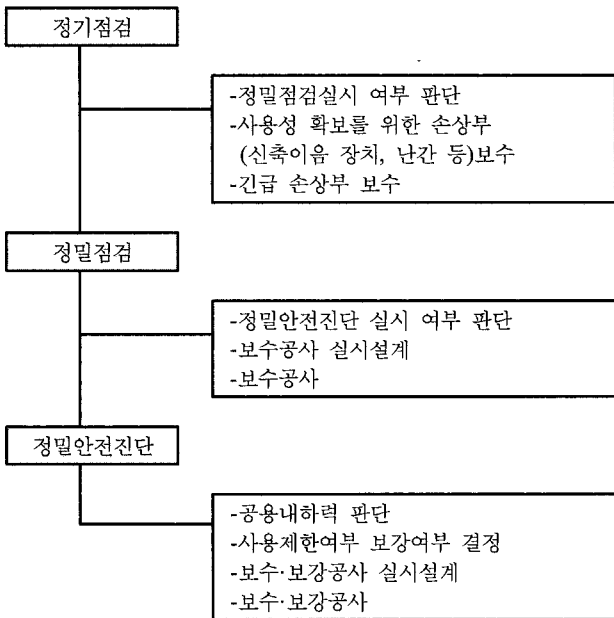 정기점검
-정밀점검실시 여부 판단
-사용성 확보를 위한 손상부
(신축이음 장치, 난간 등)보수
-긴급 손상부 보수
정밀점검
-정밀안전진단 실시 여부 판단
-보수공사 실시설계
-보수공사
정밀안전진단
-공용내하력 판단
-사용제한여부 보강여부 결정
-보수·보강공사 실시설계
-보수·보강공사